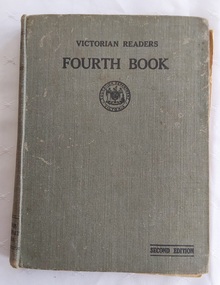 VICTORIAN READERS
FOURTH BOOK
SECOND EDITION